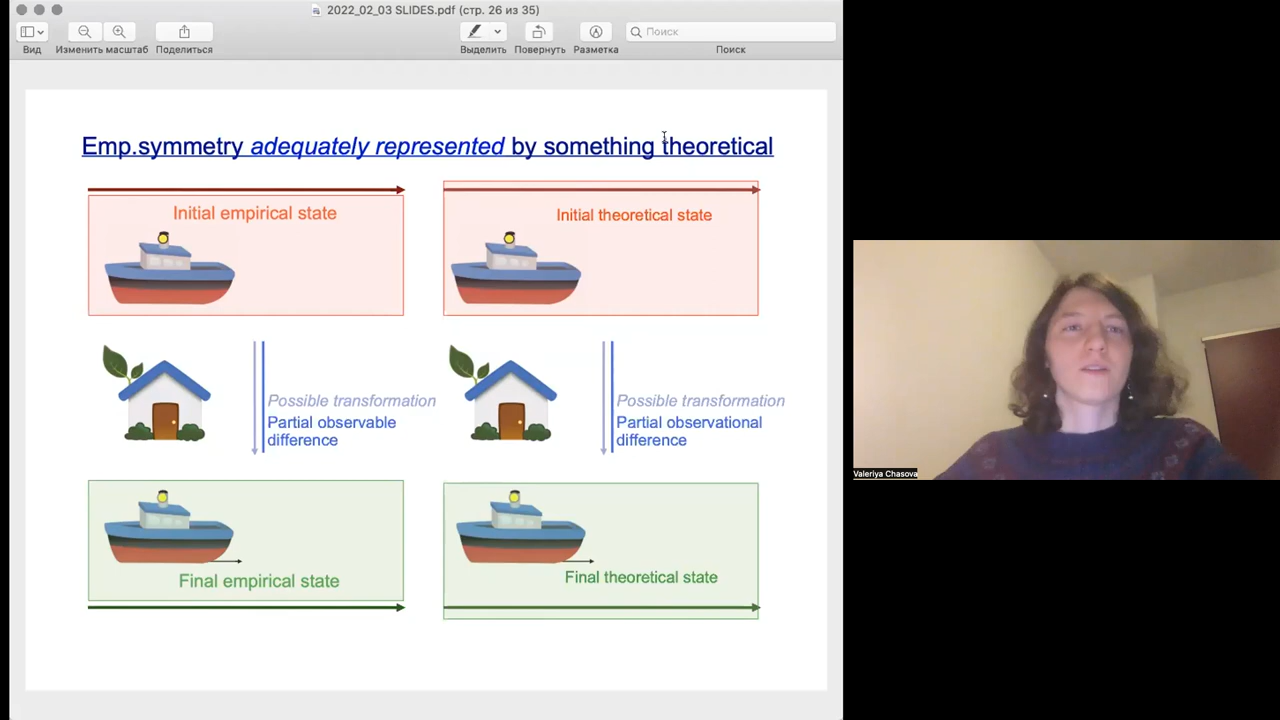 2022_02_03 SLIDES.pdf (стр. 26 из 35)
Вид
Изменить масштаб
Поделиться
Выделить
Повернуть
Разметка
Поиск
Поиск
Emp.symmetry adequately represented by something theoretical
Initial empirical state
Initial theoretical state
Possible transformation
Partial observable
difference
Possible transformation
Partial observational
difference
Final empirical state
Final theoretical state
Valeriya Chasova